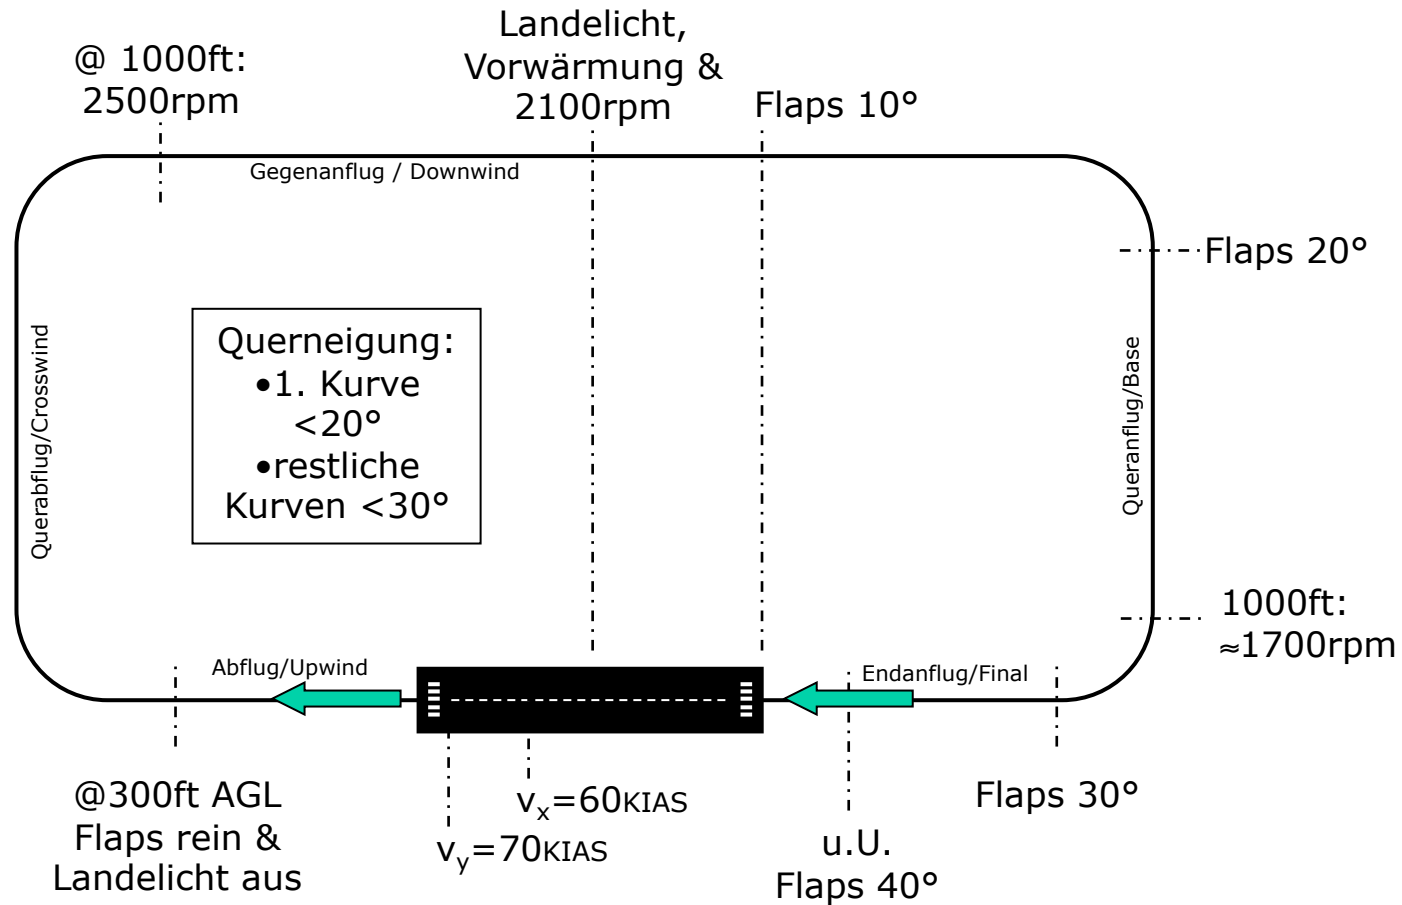 Landelicht,
Vorwärmung &
2100rpm
@ 1000ft:
2500rpm
Flaps 10°
Gegenanflug / Downwind
Flaps 20°
Querabflug/Crosswind
Querneigung:
•1. Kurve
<20°
•restliche
Kurven <30°
Queranflug/Base
1000ft:
≈1700rpm
Abflug/Upwind
Endanflug/Final
@300ft AGL
Flaps rein &
Landelicht aus
vx=60KIAS
vy=70KIAS
u.U.
Flaps 40°
Flaps 30°